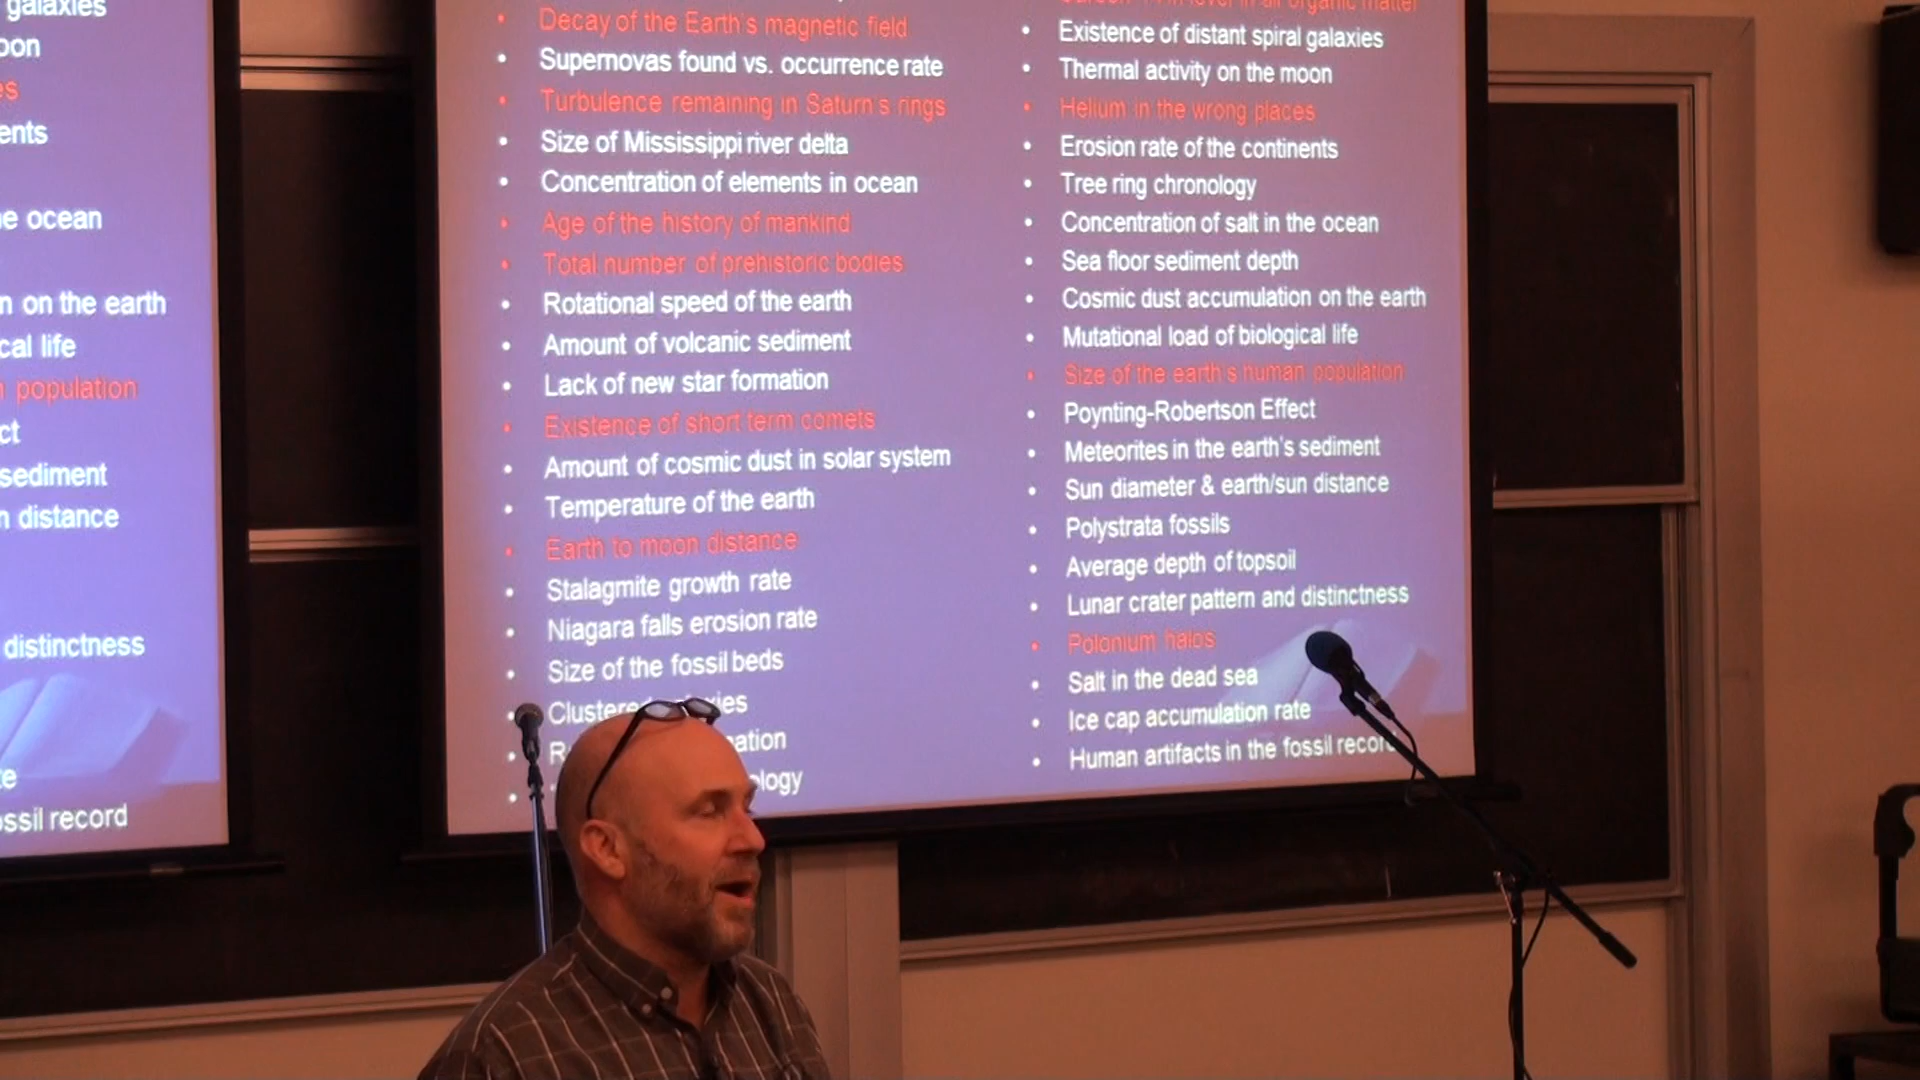 galaxies
es
ents
ocean
on the earth
cal life
population
ct
sediment
distance
distinctness
fossil record
Decay of the Earth's magnetic field
Supernovas found vs. occurrence rate
Turbulence remaining in Saturn's rings
Size of Mississippi river delta
Concentration of elements in ocean
Age of the history of mankind
Total number of prehistoric bodies
Rotational speed of the earth
Amount of volcanic sediment
Lack of new star formation
Existence of short term comets
Amount of cosmic dust in solar system
Temperature of the earth
Earth to moon distance
Stalagmite growth rate
Niagara falls erosion rate
Size of the fossil beds
in all organic matter
Existence of distant spiral galaxies
Thermal activity on the moon
Helium in the wrong places
Erosion rate of the continents
Tree ring chronology
Concentration of salt in the ocean
Sea floor sediment depth
Cosmic dust accumulation on the earth
Mutational load of biological life
Size of the earth's human population
Poynting-Robertson Effect
Meteorites in the earth's sediment
Sun diameter & earth/sun distance
Polystrata fossils
Average depth of topsoil
Lunar crater pattern and distinctness
Polonium halos
Salt in the dead sea
Ice cap accumulation rate
Human artifacts in the fossil record